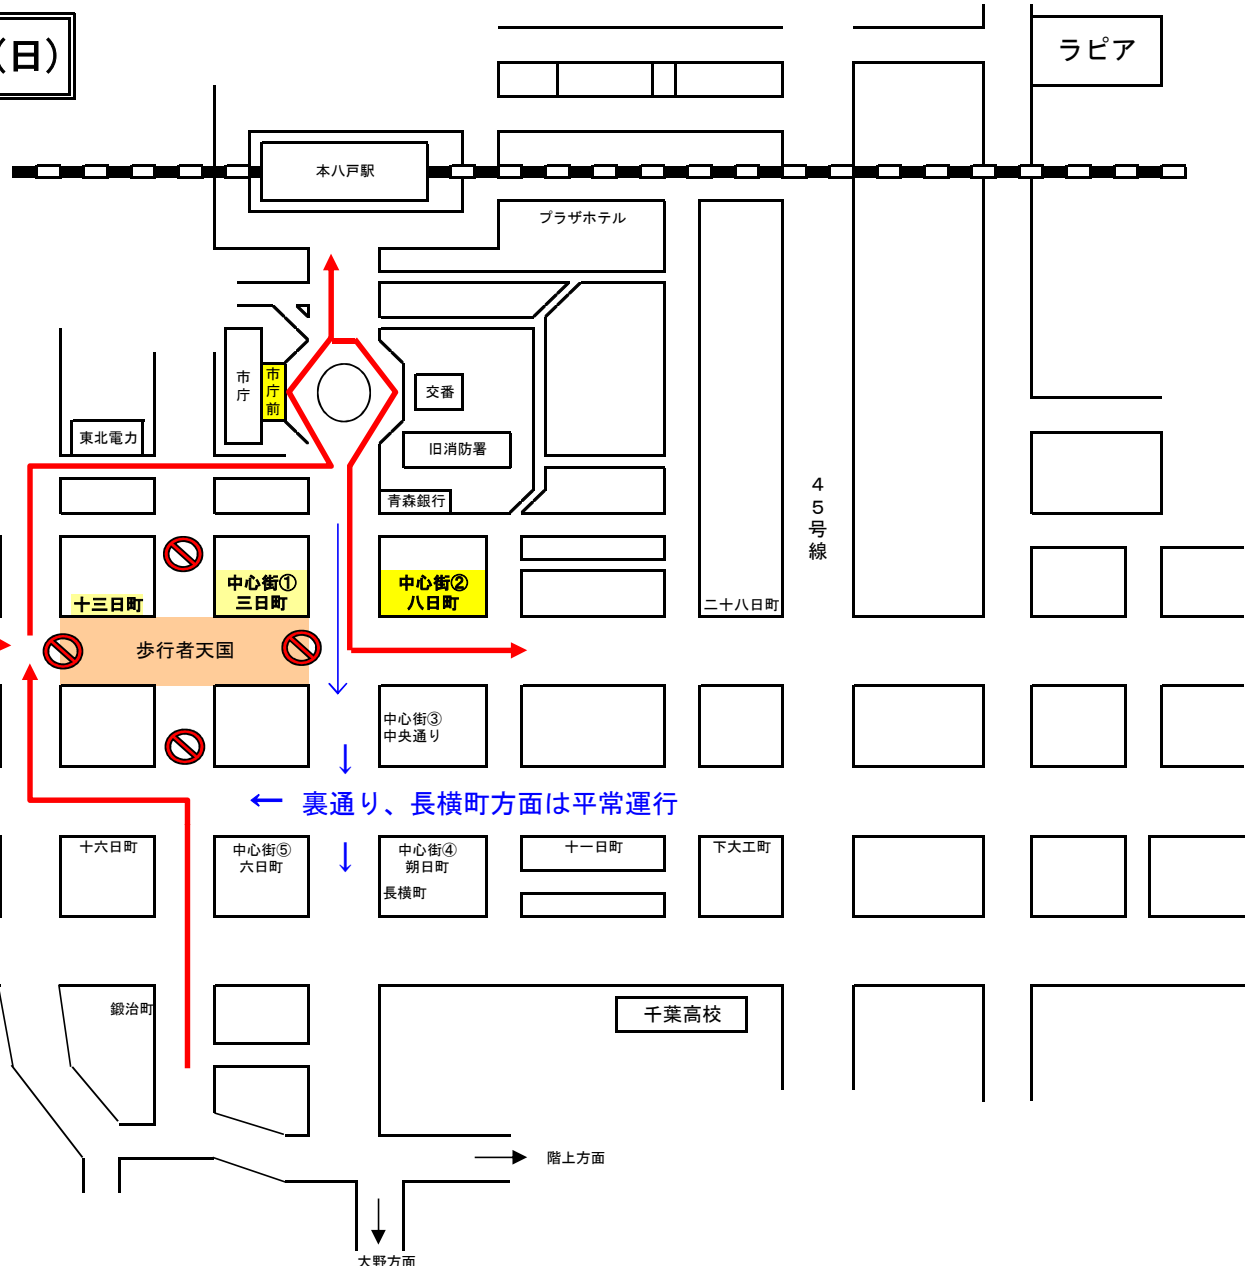 (日)
ラピア
本八戸駅
プラザホテル
市庁
市庁前
交番
東北電力
旧消防署
青森銀行
45号線
中心街①
三日町
中心街②
八日町
十三日町
二十八日町
歩行者天国
中心街③
中央通り
← 裏通り、長横町方面は平常運行
十六日町
中心街⑤
六日町
中心街④
朔日町
長横町
十一日町
下大工町
鍛治町
千葉高校
階上方面
大野方面